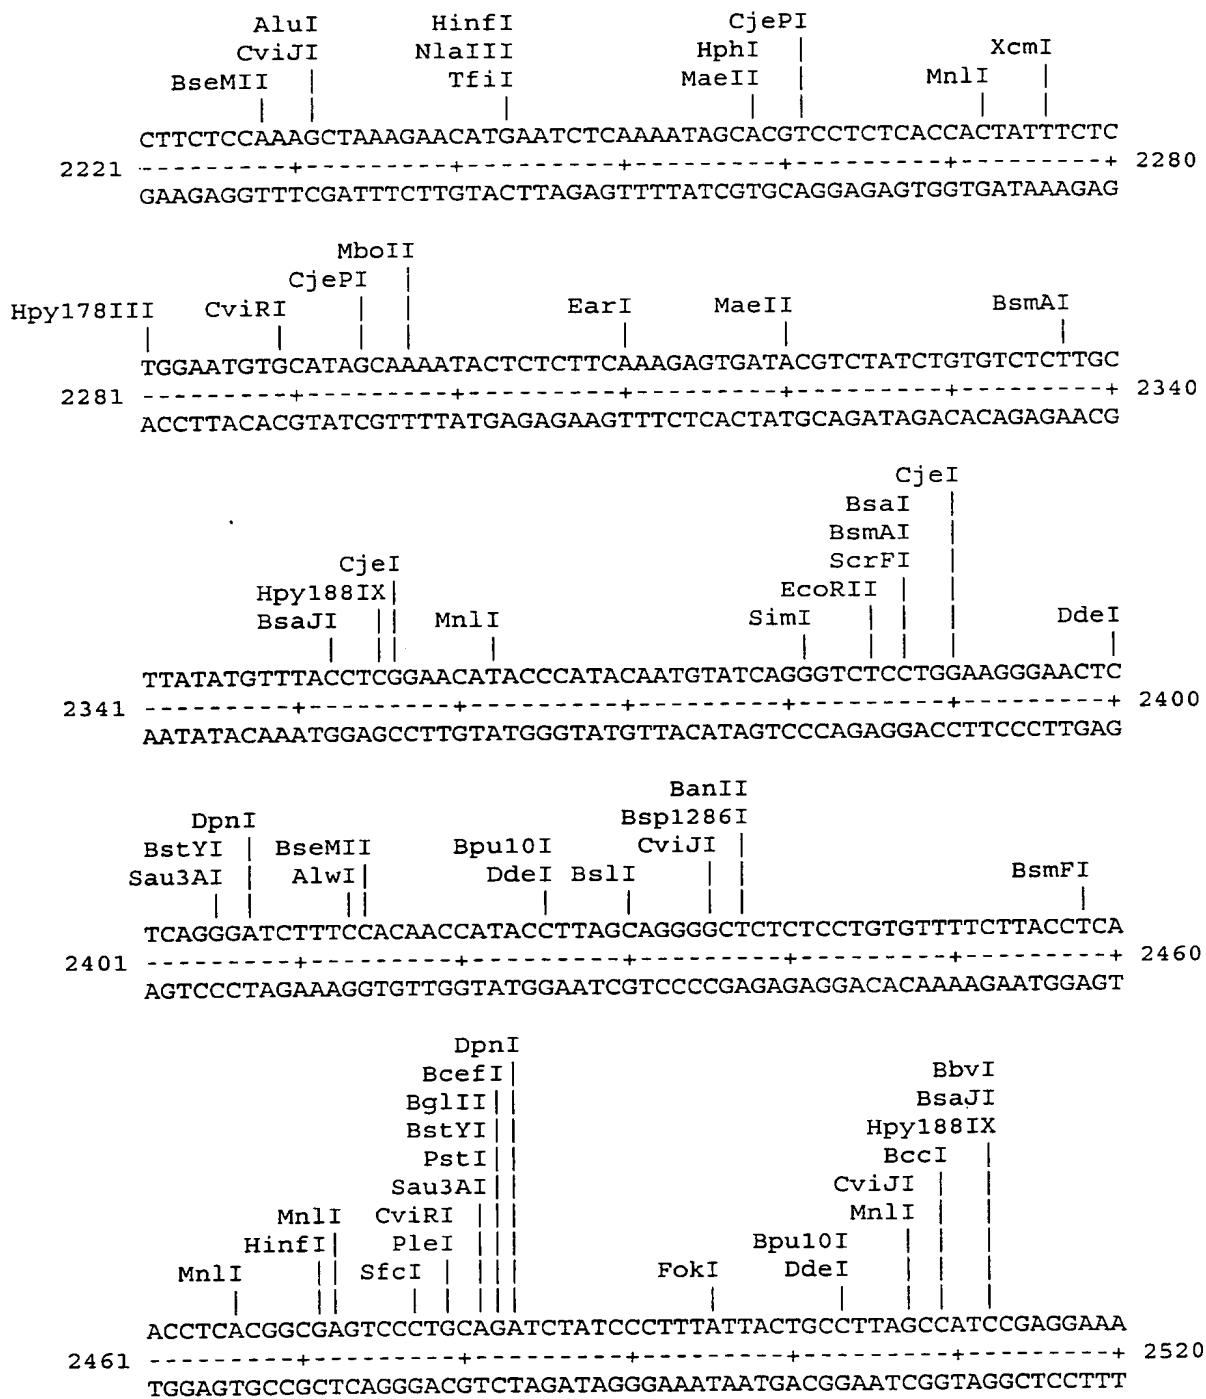 AluI HinfI CjePI
CviJI NlaIII HphI XcmI
BseMII TfiI MaeII MnlI
CTTCTCCAAAGCTAAAGAACATGAATCTCAAAATAGCACGTCCTCTCACCACTATTTCTC
2221 ---------+---------+---------+---------+---------+---------+ 2280
GAAGAGGTTTCGATTTCTTGTACTTAGAGTTTTATCGTGCAGGAGAGTGGTGATAAAGAG
MboII
CjePI
Hpy178III CviRI EarI MaeII BsmAI
TGGAATGTGCATAGCAAAATACTCTCTTCAAAGAGTGATACGTCTATCTGTGTCTCTTGC
2281 ---------+---------+---------+---------+---------+---------+ 2340
ACCTTACACGTATCGTTTTATGAGAGAAGTTTCTCACTATGCAGATAGACACAGAGAACG
CjeI
BsaI
BsmAI
CjeI ScrFI
Hpy188IX EcoRII
BsaJI MnlI SimI DdeI
TTATATGTTTACCTCGGAACATACCCATACAATGTATCAGGGTCTCCTGGAAGGGAACTC
2341 ---------+---------+---------+---------+---------+---------+ 2400
AATATACAAATGGAGCCTTGTATGGGTATGTTACATAGTCCCAGAGGACCTTCCCTTGAG
BanII
DpnI Bsp1286I
BstYI BseMII Bpu10I CviJI
Sau3AI AlwI DdeI BslI BsmFI
TCAGGGATCTTTCCACAACCATACCTTAGCAGGGGCTCTCTCCTGTGTTTTCTTACCTCA
2401 ---------+---------+---------+---------+---------+---------+ 2460
AGTCCCTAGAAAGGTGTTGGTATGGAATCGTCCCCGAGAGAGGACACAAAAGAATGGAGT
DpnI
BcefI BbvI
BglII BsaJI
BstYI Hpy188IX
PstI BccI
Sau3AI CviJI
MnlI CviRI MnlI
HinfI PleI Bpu10I
MnlI SfcI FokI DdeI
ACCTCACGGCGAGTCCCTGCAGATCTATCCCTTTATTACTGCCTTAGCCATCCGAGGAAA
2461 ---------+---------+---------+---------+---------+---------+ 2520
TGGAGTGCCGCTCAGGGACGTCTAGATAGGGAAATAATGACGGAATCGGTAGGCTCCTTT